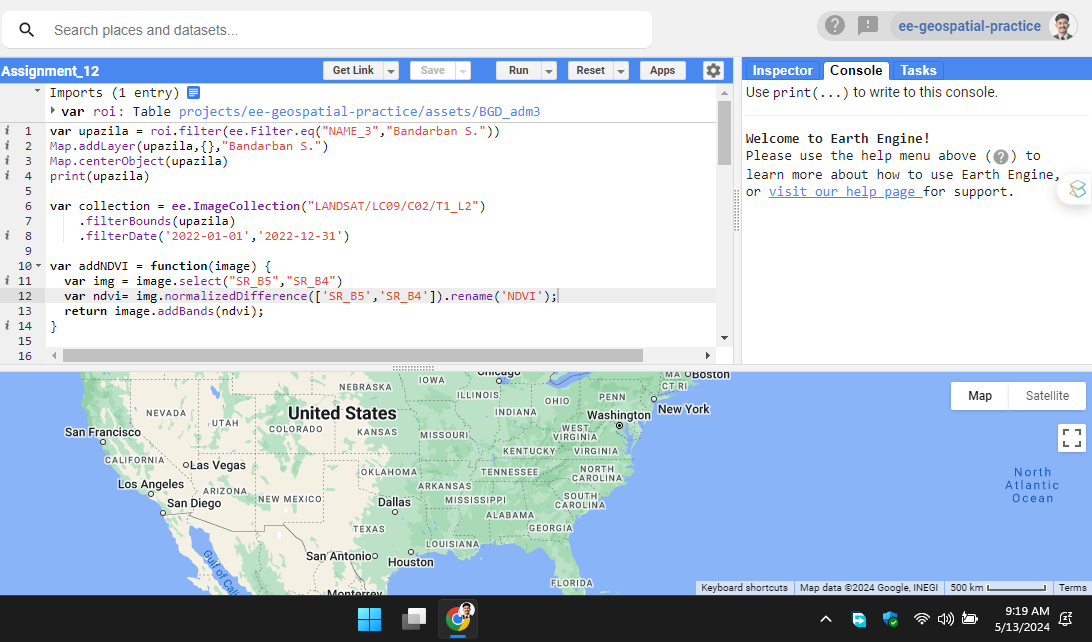 Search places and datasets...
ee-geospatial-practice
Assignment_12
Get Link
Save
Run
Reset
Apps
Inspector
Console
Tasks
Imports (1 entry)
var roi: Table projects/ee-geospatial-practice/assets/BGD_adm3
i 1 var upazila = roi.filter(ee.Filter.eq("NAME_3","Bandarban S."))
i 2 Map.addLayer(upazila,{},"Bandarban S.")
i 3 Map.centerObject(upazila)
i 4 print(upazila)
5
6 var collection = ee.ImageCollection("LANDSAT/LC09/C02/T1_L2")
7 .filterBounds(upazila)
i 8 .filterDate('2022-01-01','2022-12-31')
9
10 var addNDVI = function(image) {
i 11 var img = image.select("SR_B5","SR_B4")
12 var ndvi= img.normalizedDifference(['SR_B5','SR_B4']).rename('NDVI');
13 return image.addBands(ndvi);
i 14 }
15
16
Use print(...) to write to this console.
Welcome to Earth Engine!
Please use the help menu above (?) to
learn more about how to use Earth Engine,
or visit our help page for support.
Map
Satellite
Chicago
MA
Boston
IOWA
NEBRASKA
CT RI
ILLINOIS
OHIO
PENN
New York
INDIANA
United States
NEVADA
UTAH
COLORADO
KANSAS
MISSOURI
WEST
VIRGINIA
Washington
San Francisco
KENTUCKY
VIRGINIA
CALIFORNIA
Las Vegas
OKLAHOMA
TENNESSEE
NORTH
CAROLINA
North
Atlantic
Ocean
Los Angeles
ARIZONA
NEW MEXICO
ARKANSAS
MISSISSIPPI
SOUTH
CAROLINA
San Diego
Dallas
ALABAMA
TEXAS
GEORGIA
LOUISIANA
San Antonio
Houston
Gulf of Cali
FLORIDA
Monterrey
Keyboard shortcuts
Map data ©2024 Google, INEGI
500 km
Terms
9:19 AM
5/13/2024